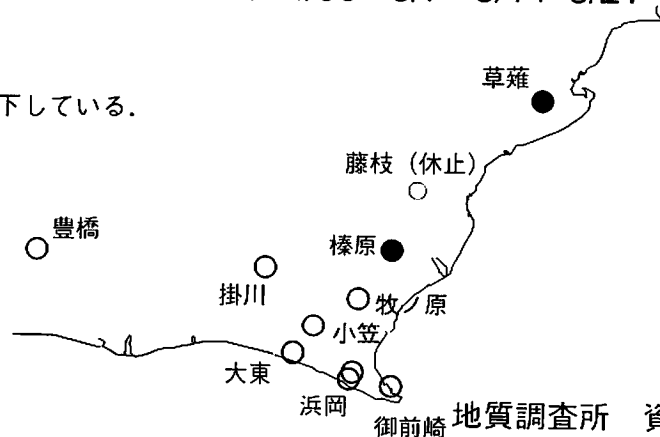 下している.
草薙
藤枝(休止)
豊橋
榛原
掛川
牧ノ原
小笠
大東
浜岡
御前崎
地質調査所